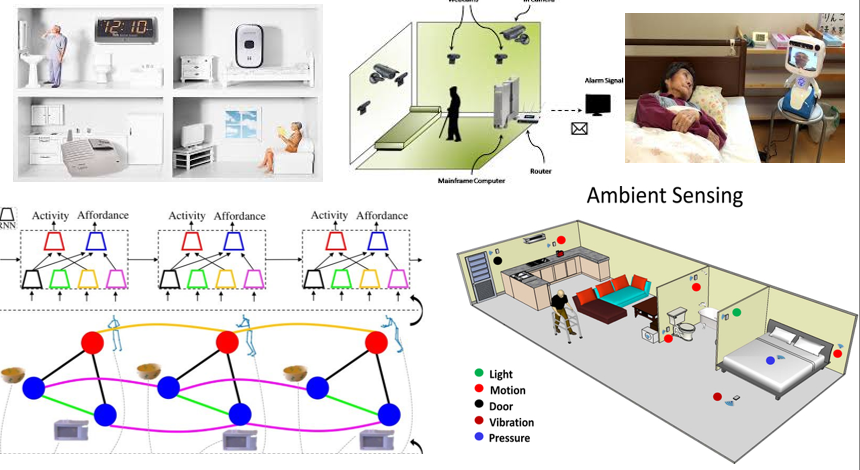 12:10
Webcams
IR Camera
Alarm Signal
Router
Mainframe Computer
Ambient Sensing
RNN
Activity Affordance
Activity Affordance
Activity Affordance
Light
Motion
Door
Vibration
Pressure